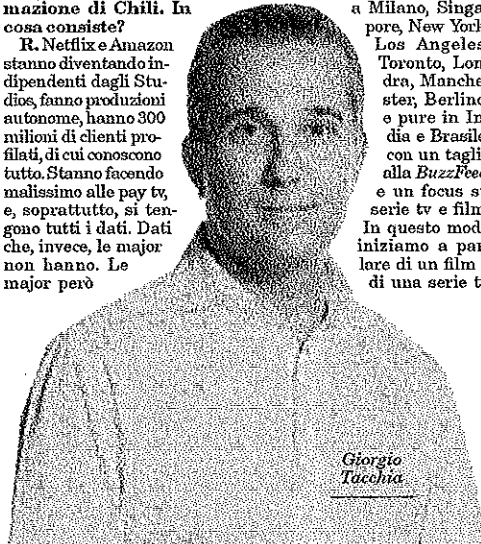 mazione di Chili. In
cosa consiste?
R. Netflix e Amazon
stanno diventando in-
dipendenti dagli Stu-
dios, fanno produzioni
autonome, hanno 300
milioni di clienti pro-
filati, di cui conoscono
tutto. Stanno facendo
malissimo alle pay tv,
e, soprattutto, si ten-
gono tutti i dati. Dati
che, invece, le major
non hanno. Le
major però
a Milano, Singa
pore, New York
Los Angeles
Toronto, Lon
dra, Manche
ster, Berlino
e pure in In
dia e Brasile
con un tagli
alla BuzzFeed
e un focus su
serie tv e film
In questo mod
iniziamo a par
lare di un film
di una serie t
Giorgio
Tacchia